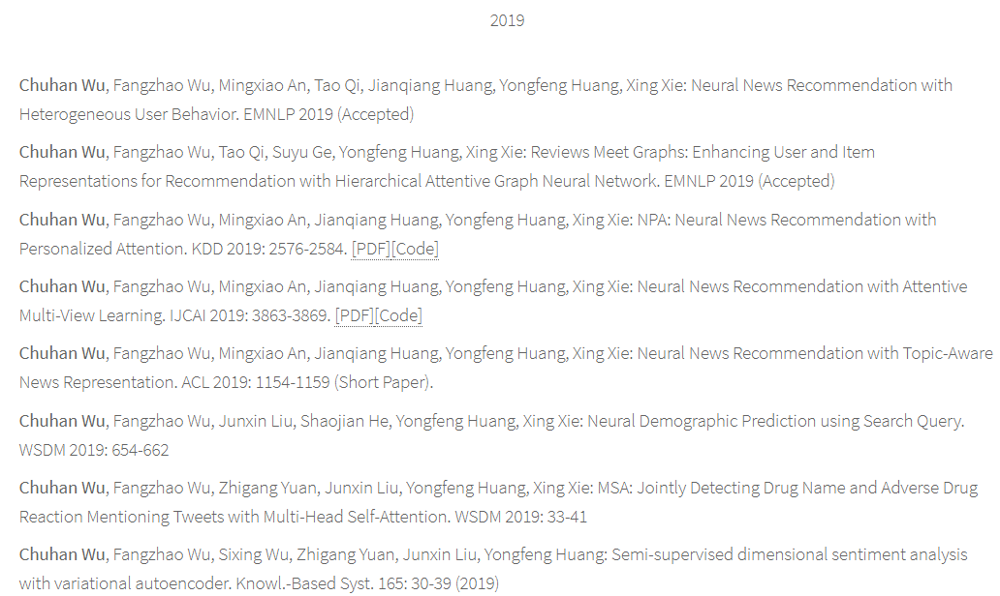 2019
Chuhan Wu, Fangzhao Wu, Mingxiao An, Tao Qi, Jianqiang Huang, Yongfeng Huang, Xing Xie: Neural News Recommendation with
Heterogeneous User Behavior. EMNLP 2019 (Accepted)
Chuhan Wu, Fangzhao Wu, Tao Qi, Suyu Ge, Yongfeng Huang, Xing Xie: Reviews Meet Graphs: Enhancing User and Item
Representations for Recommendation with Hierarchical Attentive Graph Neural Network. EMNLP 2019 (Accepted)
Chuhan Wu, Fangzhao Wu, Mingxiao An, Jianqiang Huang, Yongfeng Huang, Xing Xie: NPA: Neural News Recommendation with
Personalized Attention. KDD 2019: 2576-2584. [PDF][Code]
Chuhan Wu, Fangzhao Wu, Mingxiao An, Jianqiang Huang, Yongfeng Huang, Xing Xie: Neural News Recommendation with Attentive
Multi-View Learning. IJCAI 2019: 3863-3869. [PDF][Code]
Chuhan Wu, Fangzhao Wu, Mingxiao An, Jianqiang Huang, Yongfeng Huang, Xing Xie: Neural News Recommendation with Topic-Aware
News Representation. ACL 2019: 1154-1159 (Short Paper).
Chuhan Wu, Fangzhao Wu, Junxin Liu, Shaojian He, Yongfeng Huang, Xing Xie: Neural Demographic Prediction using Search Query.
WSDM 2019: 654-662
Chuhan Wu, Fangzhao Wu, Zhigang Yuan, Junxin Liu, Yongfeng Huang, Xing Xie: MSA: Jointly Detecting Drug Name and Adverse Drug
Reaction Mentioning Tweets with Multi-Head Self-Attention. WSDM 2019: 33-41
Chuhan Wu, Fangzhao Wu, Sixing Wu, Zhigang Yuan, Junxin Liu, Yongfeng Huang: Semi-supervised dimensional sentiment analysis
with variational autoencoder. Knowl.-Based Syst. 165: 30-39 (2019)